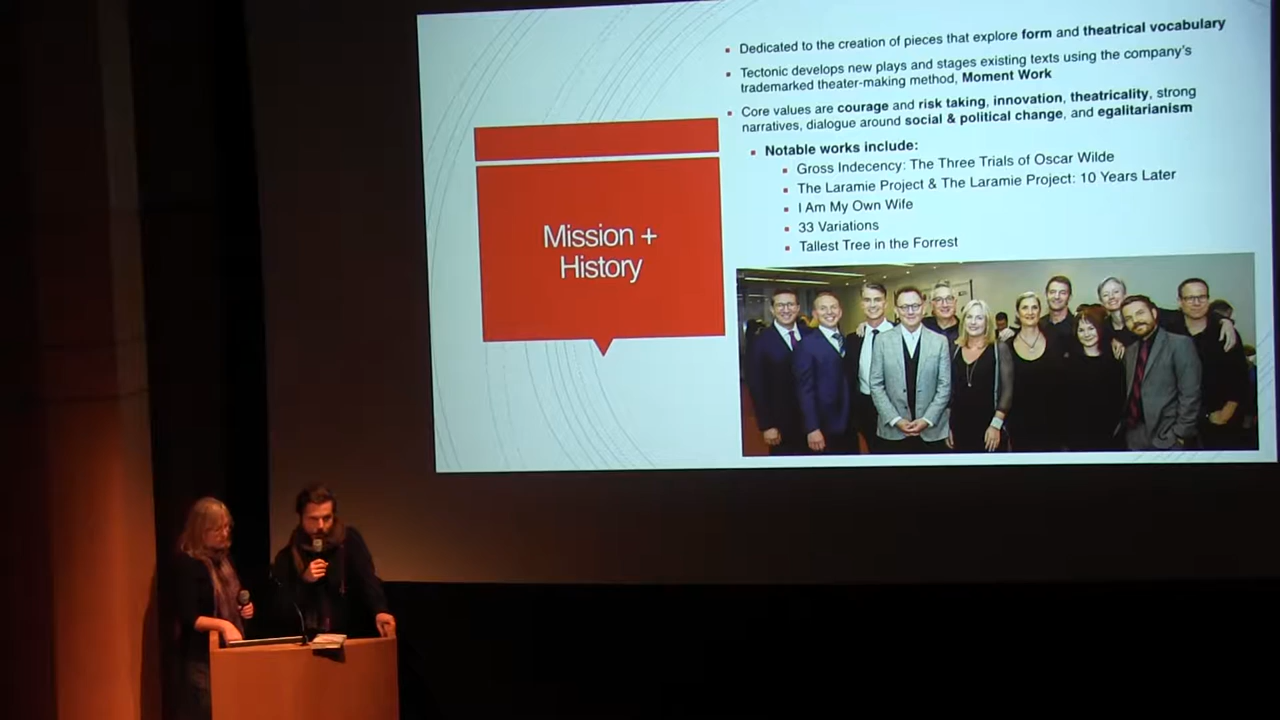 Mission +
History
Dedicated to the creation of pieces that explore form and theatrical vocabulary
Tectonic develops new plays and stages existing texts using the company's
trademarked theater-making method, Moment Work
Core values are courage and risk taking, innovation, theatricality, strong
narratives, dialogue around social & political change, and egalitarianism
Notable works include:
Gross Indecency: The Three Trials of Oscar Wilde
The Laramie Project & The Laramie Project: 10 Years Later
I Am My Own Wife
33 Variations
Tallest Tree in the Forrest